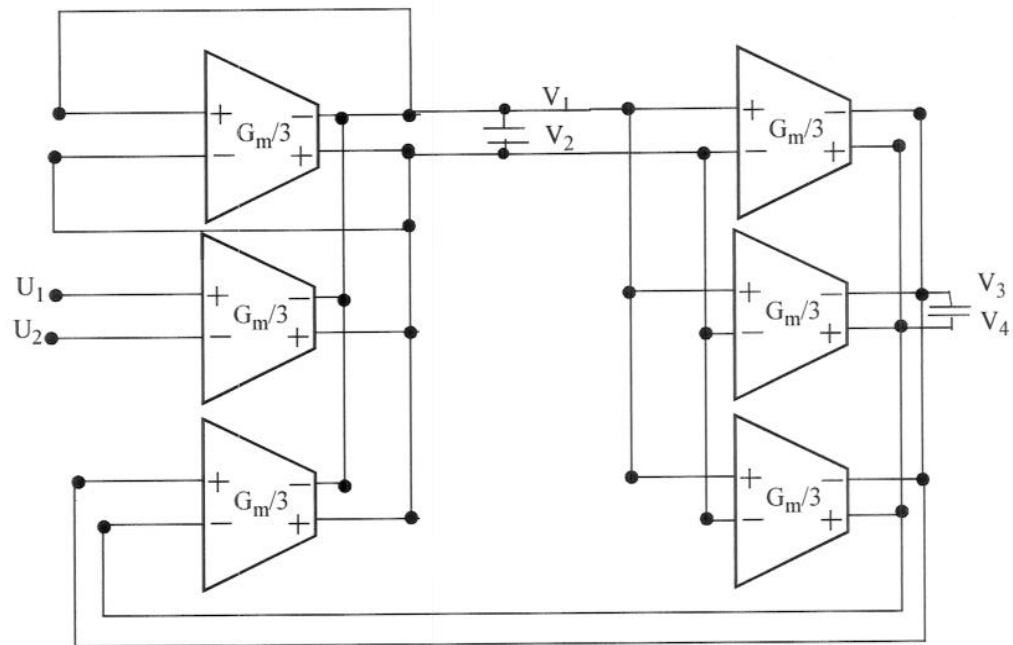 + − Gm/3 − +
V1
V2
+ − Gm/3 − +
U1
U2
+ − Gm/3 − +
+ − Gm/3 − +
V3
V4
+ − Gm/3 − +
+ − Gm/3 − +